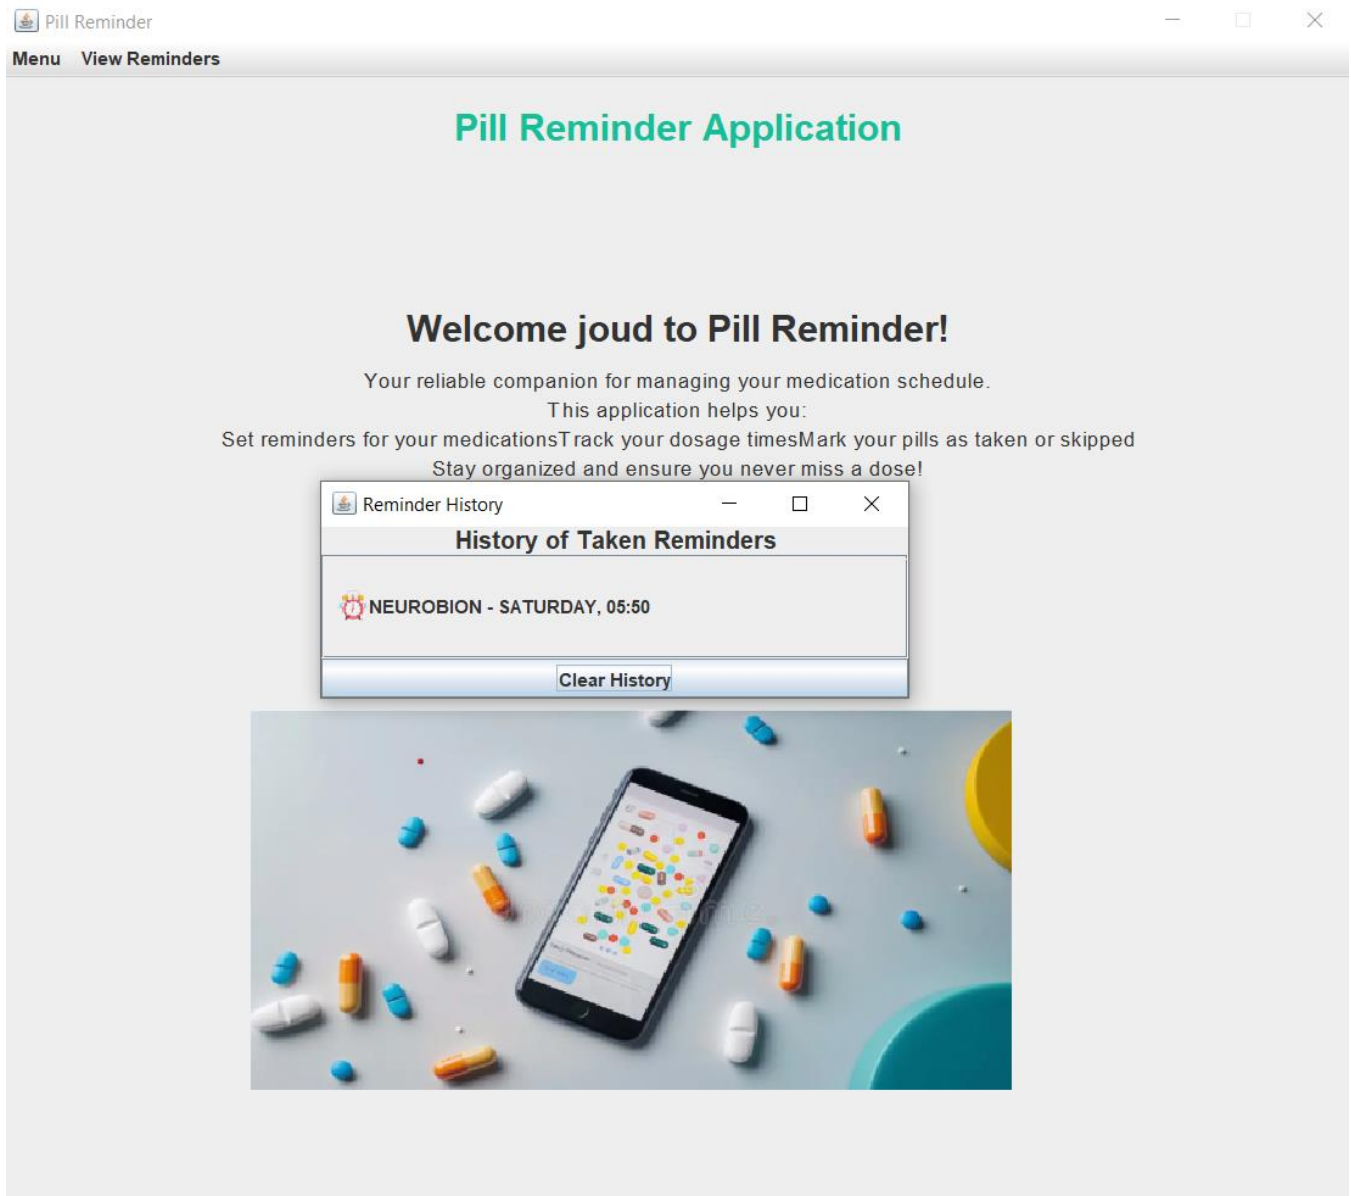 Pill Reminder
Menu View Reminders
Pill Reminder Application
Welcome joud to Pill Reminder!
Your reliable companion for managing your medication schedule.
This application helps you:
Set reminders for your medicationsTrack your dosage timesMark your pills as taken or skipped
Stay organized and ensure you never miss a dose!
Reminder History
History of Taken Reminders
NEUROBION - SATURDAY, 05:50
Clear History